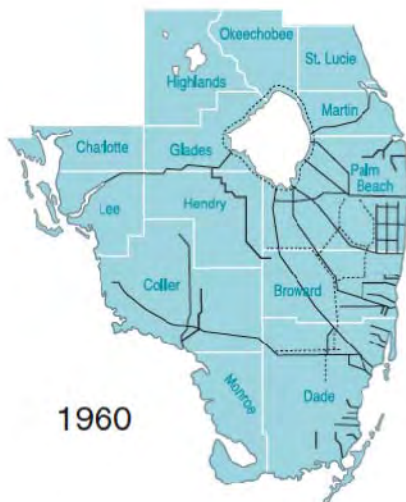 Okeechobee
St. Lucie
Highlands
Martin
Charlotte
Glades
Palm
Beach
Lee
Hendry
Collier
Broward
Monroe
Dade
1960